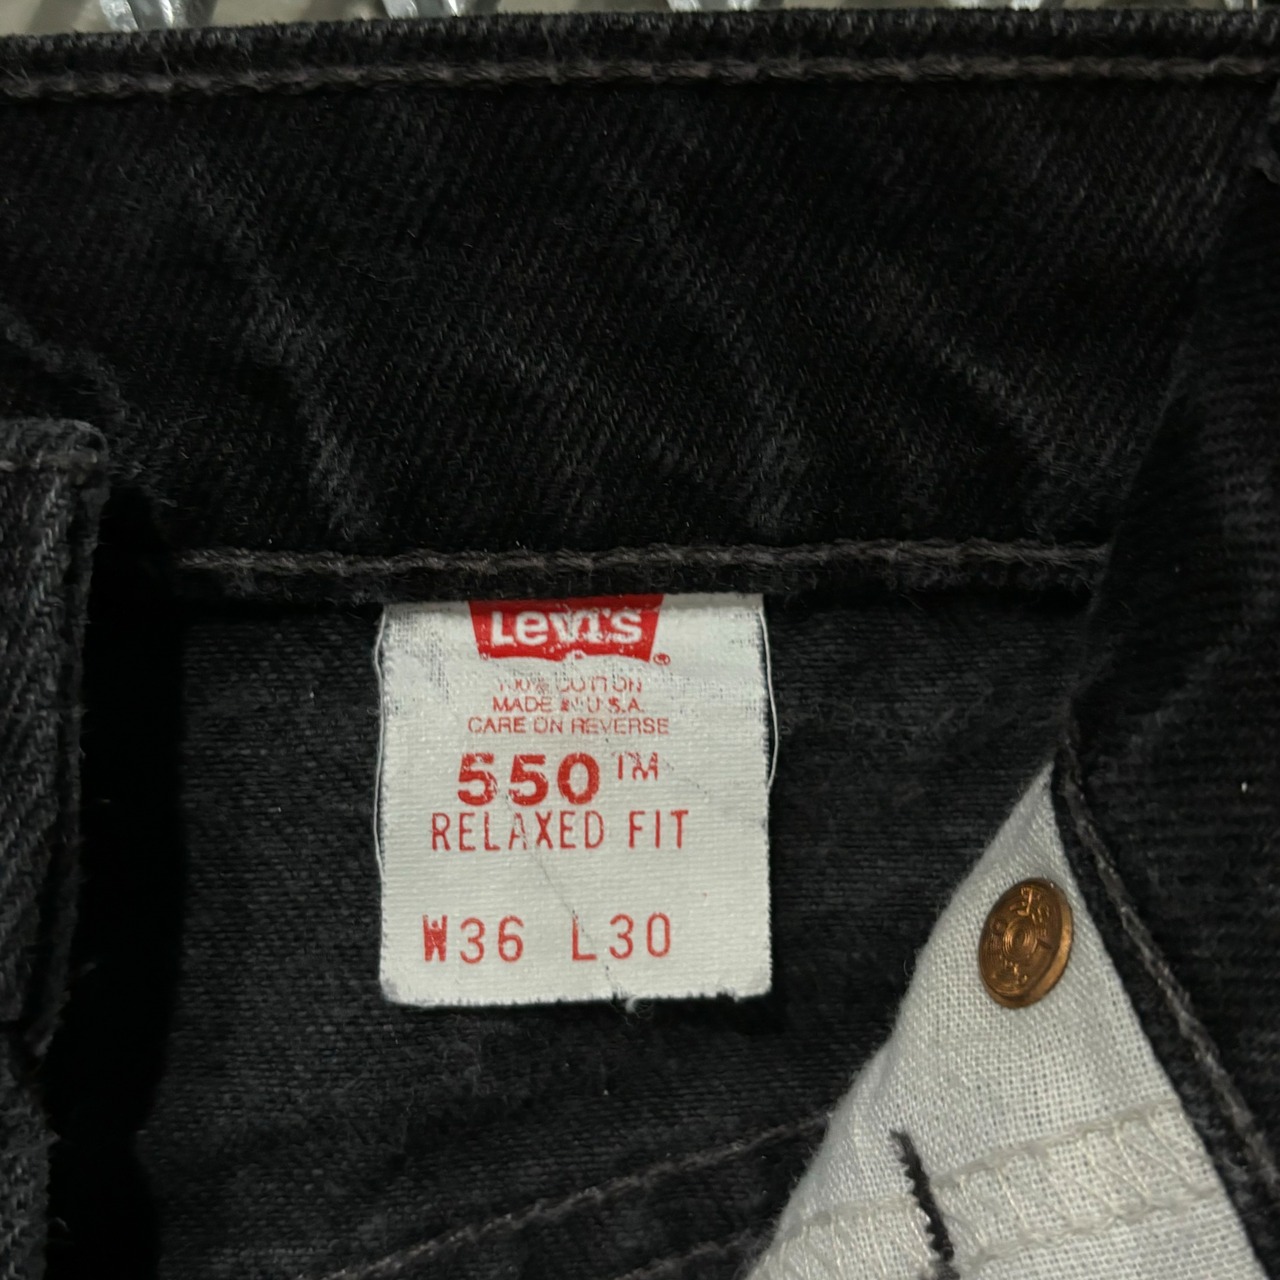 Levi's®
100% COTTON
MADE IN U.S.A.
CARE ON REVERSE
550™
RELAXED FIT
W36 L30